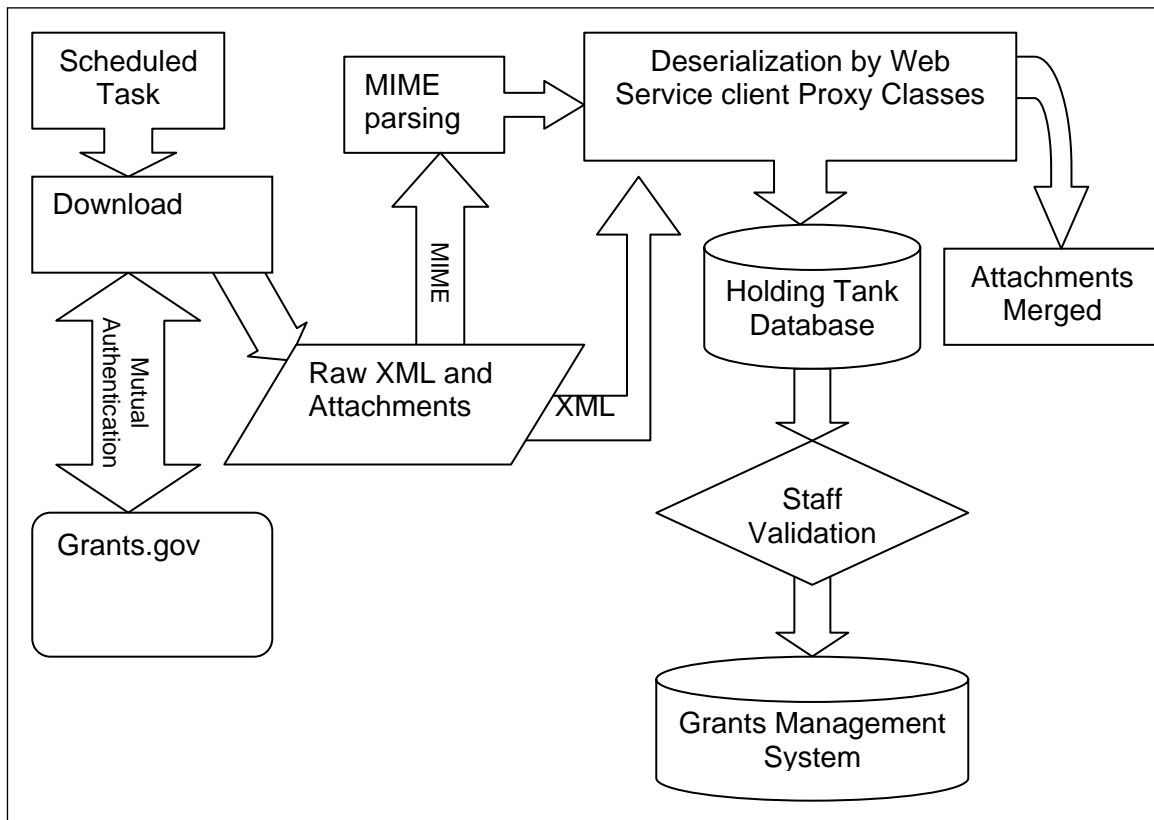 Scheduled
Task
MIME
parsing
Deserialization by Web
Service client Proxy Classes
Download
MIME
Mutual
Authentication
Raw XML and
Attachments
XML
Holding Tank
Database
Attachments
Merged
Grants.gov
Staff
Validation
Grants Management
System